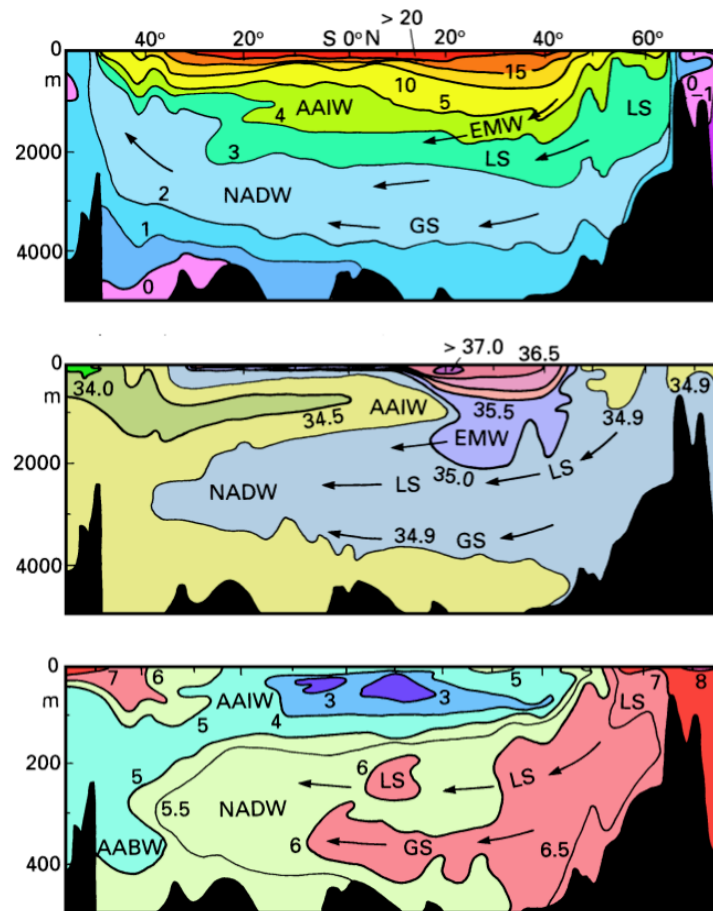 > 20
0 40° 20° S 0° N 20° 40° 60°
m 10 15 0 -1
5
4 AAIW EMW LS
2000 3 LS
NADW
2 GS
1
4000
0
> 37.0 36.5
0 34.0 34.9 34.9
m 34.5 AAIW 35.5
EMW
2000 NADW LS 35.0 LS
34.9 GS
4000
0 7 6 5 7 8
m AAIW 3 3 LS
5 4
200 5 6 LS LS
5.5 NADW
AABW 6 GS 6.5
400